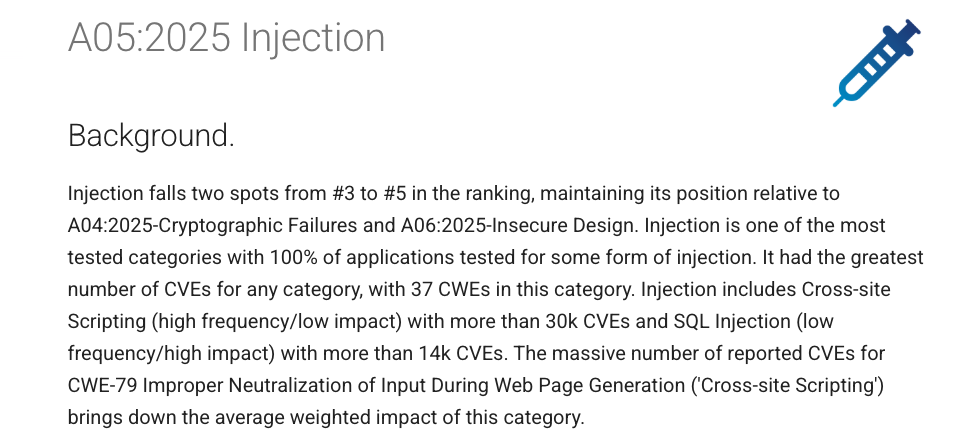 A05:2025 Injection
Background.
Injection falls two spots from #3 to #5 in the ranking, maintaining its position relative to
A04:2025-Cryptographic Failures and A06:2025-Insecure Design. Injection is one of the most
tested categories with 100% of applications tested for some form of injection. It had the greatest
number of CVEs for any category, with 37 CWEs in this category. Injection includes Cross-site
Scripting (high frequency/low impact) with more than 30k CVEs and SQL Injection (low
frequency/high impact) with more than 14k CVEs. The massive number of reported CVEs for
CWE-79 Improper Neutralization of Input During Web Page Generation ('Cross-site Scripting')
brings down the average weighted impact of this category.